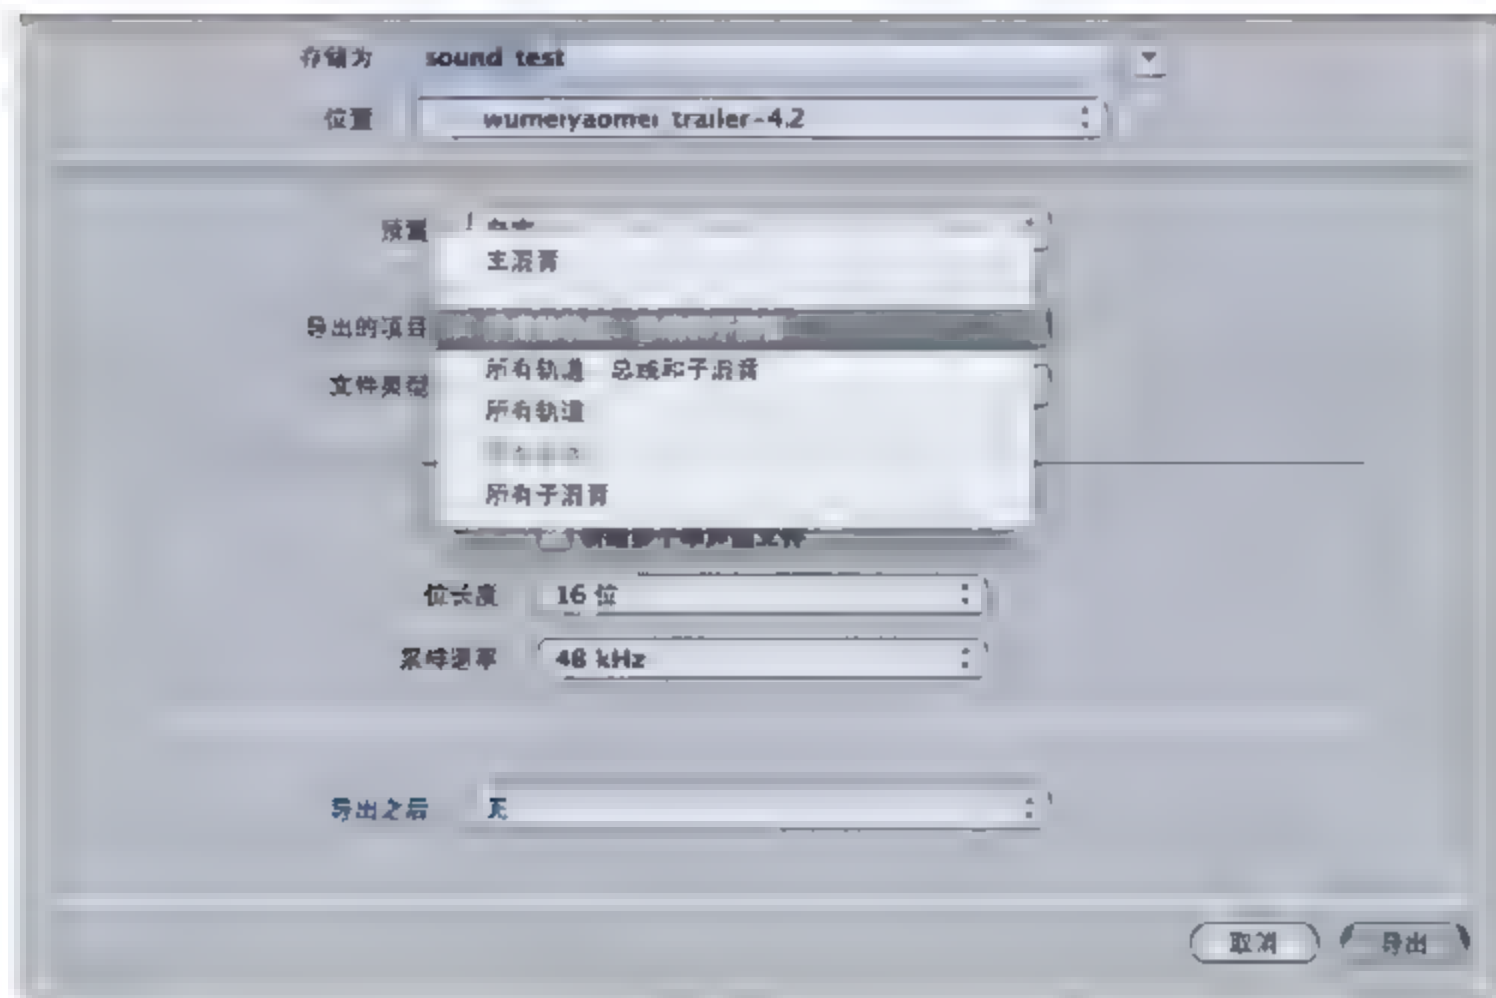 存储为 sound test
位置 wumeiyaomei trailer-4.2
预置
主混音
导出的项目
所有轨道 总线和子混音
文件类型
所有轨道
所有子混音
位长度 16 位
采样速率 48 kHz
导出之后 无
取消 导出